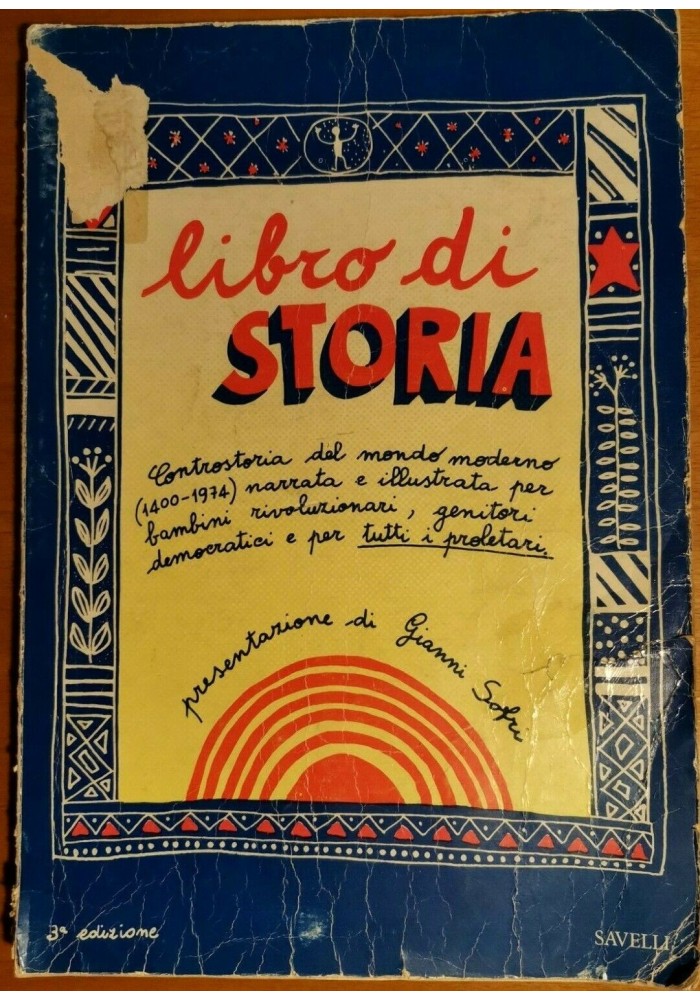 libro di
STORIA
Controstoria del mondo moderno
(1400-1974) narrata e illustrata per
bambini rivoluzionari, genitori
democratici e per tutti i proletari.
presentazione di Gianni Sofri
3ª edizione
SAVELLI